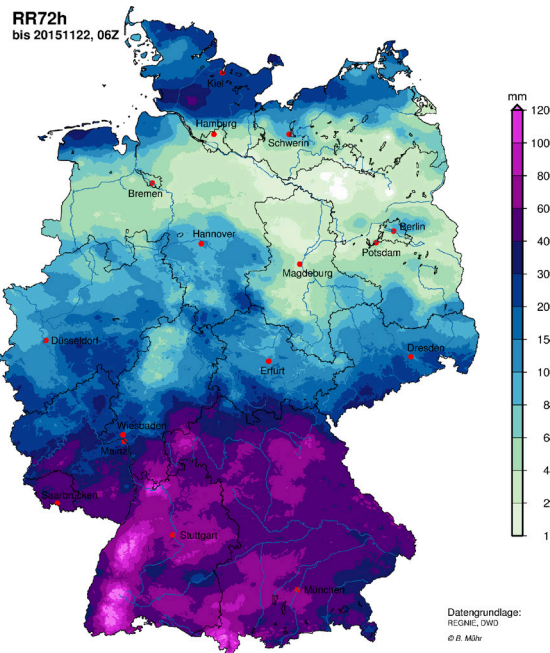 RR72h
bis 20151122, 06Z
mm
120
100
80
60
50
40
30
20
15
10
8
6
4
2
1
Kiel
Hamburg
Schwerin
Bremen
Berlin
Potsdam
Hannover
Magdeburg
Düsseldorf
Dresden
Erfurt
Wiesbaden
Mainz
Saarbrücken
Stuttgart
München
Datengrundlage:
REGNIE, DWD
© B. Mühr